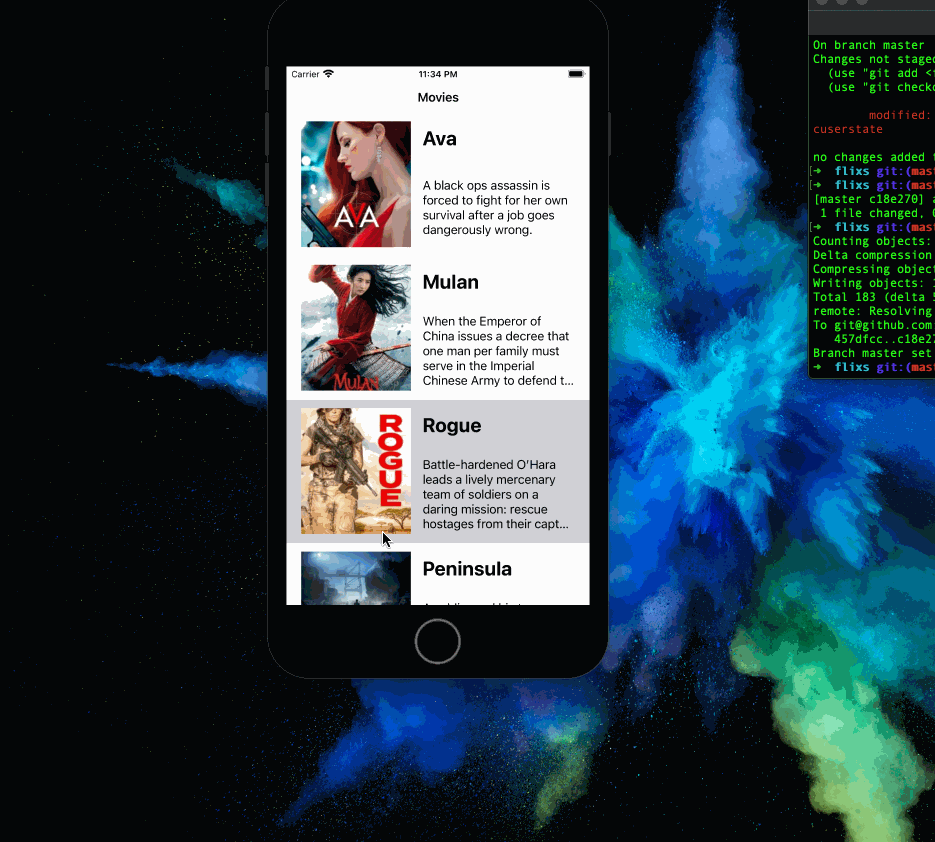 Carrier
11:34 PM
Movies
AVA
Ava
A black ops assassin is
forced to fight for her own
survival after a job goes
dangerously wrong.
MULAN
Mulan
When the Emperor of
China issues a decree that
one man per family must
serve in the Imperial
Chinese Army to defend t...
ROGUE
Rogue
Battle-hardened O'Hara
leads a lively mercenary
team of soldiers on a
daring mission: rescue
hostages from their capt...
Peninsula
On branch master
Changes not stage
(use "git add <
(use "git check
modified:
cuserstate
no changes added
➜ flixs git:(mas
➜ flixs git:(mas
[master c18e270]
1 file changed,
➜ flixs git:(mas
Counting objects:
Delta compression
Compressing objec
Writing objects:
Total 183 (delta
remote: Resolving
To git@github.com
457dfcc..c18e2
Branch master set
➜ flixs git:(mas